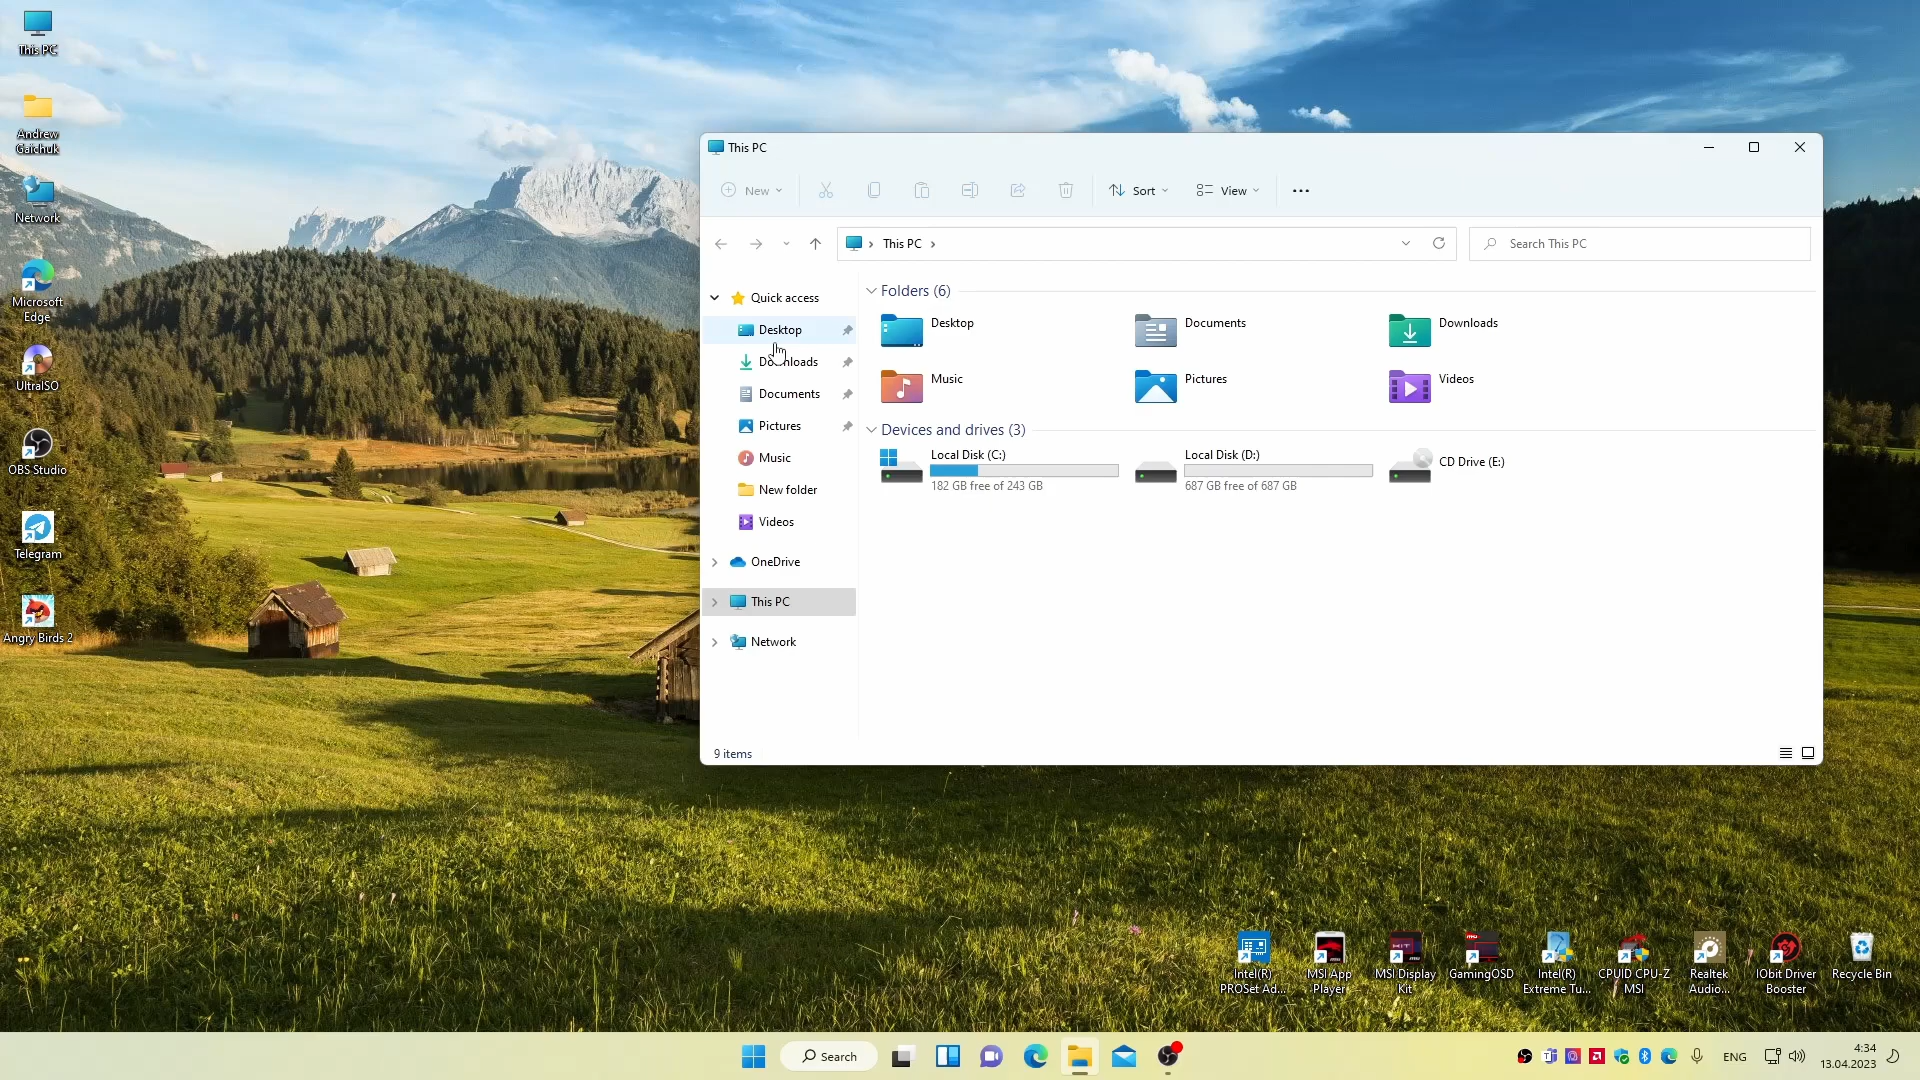 This PC
Andrew
Gaichuk
Network
Microsoft
Edge
UltraISO
OBS Studio
Telegram
Angry Birds 2
This PC
New
Sort
View
This PC
Search This PC
Quick access
Desktop
Downloads
Documents
Pictures
Music
New folder
Videos
OneDrive
This PC
Network
Folders (6)
Desktop
Documents
Downloads
Music
Pictures
Videos
Devices and drives (3)
Local Disk (C:)
182 GB free of 243 GB
Local Disk (D:)
687 GB free of 687 GB
CD Drive (E:)
9 items
Intel(R)
PROSet Ad...
MSI App
Player
MSI Display
Kit
GamingOSD
Intel(R)
Extreme Tu...
CPUID CPU-Z
MSI
Realtek
Audio...
IObit Driver
Booster
Recycle Bin
Search
ENG
4:34
13.04.2023